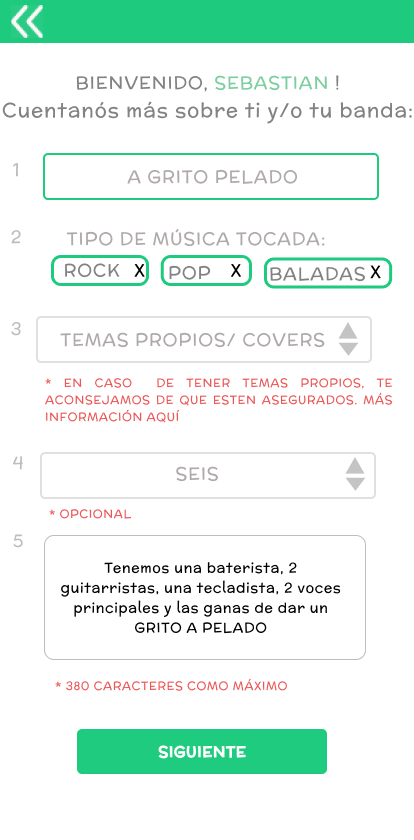 BIENVENIDO, SEBASTIAN !
Cuentanós más sobre ti y/o tu banda:
1
A GRITO PELADO
2
TIPO DE MÚSICA TOCADA:
ROCK X POP X BALADAS X
3
TEMAS PROPIOS/ COVERS
* EN CASO DE TENER TEMAS PROPIOS, TE
ACONSEJAMOS DE QUE ESTEN ASEGURADOS. MÁS
INFORMACIÓN AQUÍ
4
SEIS
* OPCIONAL
5
Tenemos una baterista, 2
guitarristas, una tecladista, 2 voces
principales y las ganas de dar un
GRITO A PELADO
* 380 CARACTERES COMO MÁXIMO
SIGUIENTE